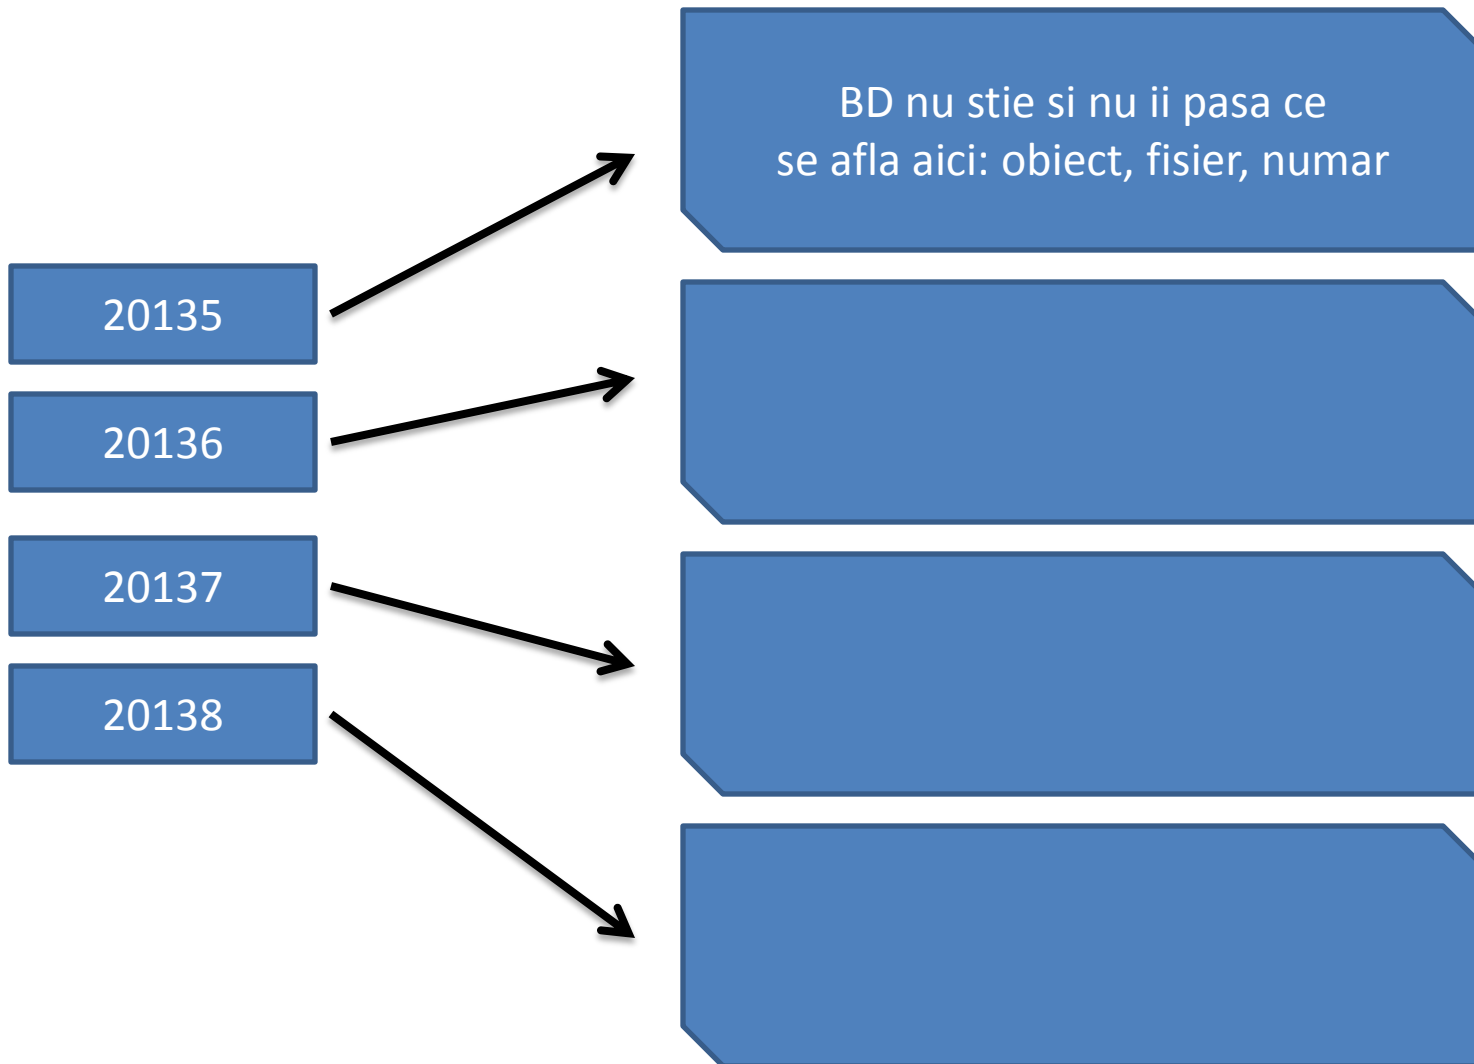 BD nu stie si nu ii pasa ce
se afla aici: obiect, fisier, numar
20135
20136
20137
20138